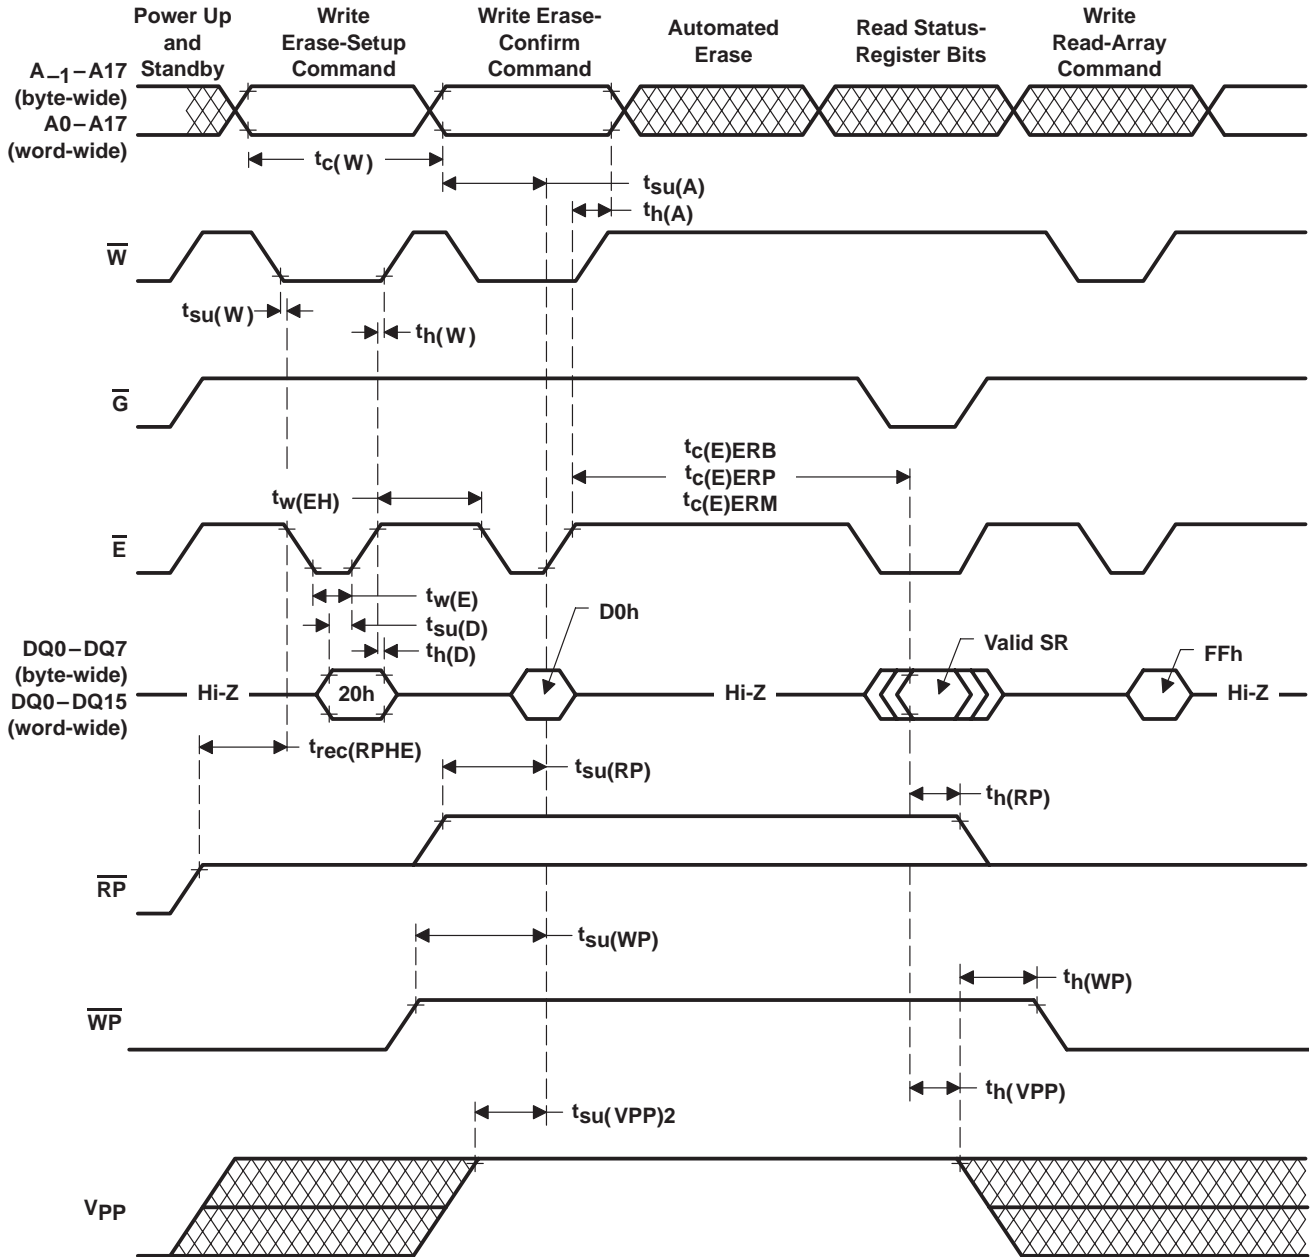 Power Up
and
Standby
Write
Erase-Setup
Command
Write Erase-
Confirm
Command
Automated
Erase
Read Status-
Register Bits
Write
Read-Array
Command
A–1–A17
(byte-wide)
A0–A17
(word-wide)
tc(W)
tsu(A)
th(A)
W
tsu(W)
th(W)
G
tc(E)ERB
tc(E)ERP
tc(E)ERM
tw(EH)
E
tw(E)
tsu(D)
th(D)
D0h
Valid SR
FFh
DQ0–DQ7
(byte-wide)
DQ0–DQ15
(word-wide)
Hi-Z
20h
Hi-Z
Hi-Z
trec(RPHE)
tsu(RP)
th(RP)
RP
tsu(WP)
th(WP)
WP
th(VPP)
tsu(VPP)2
VPP